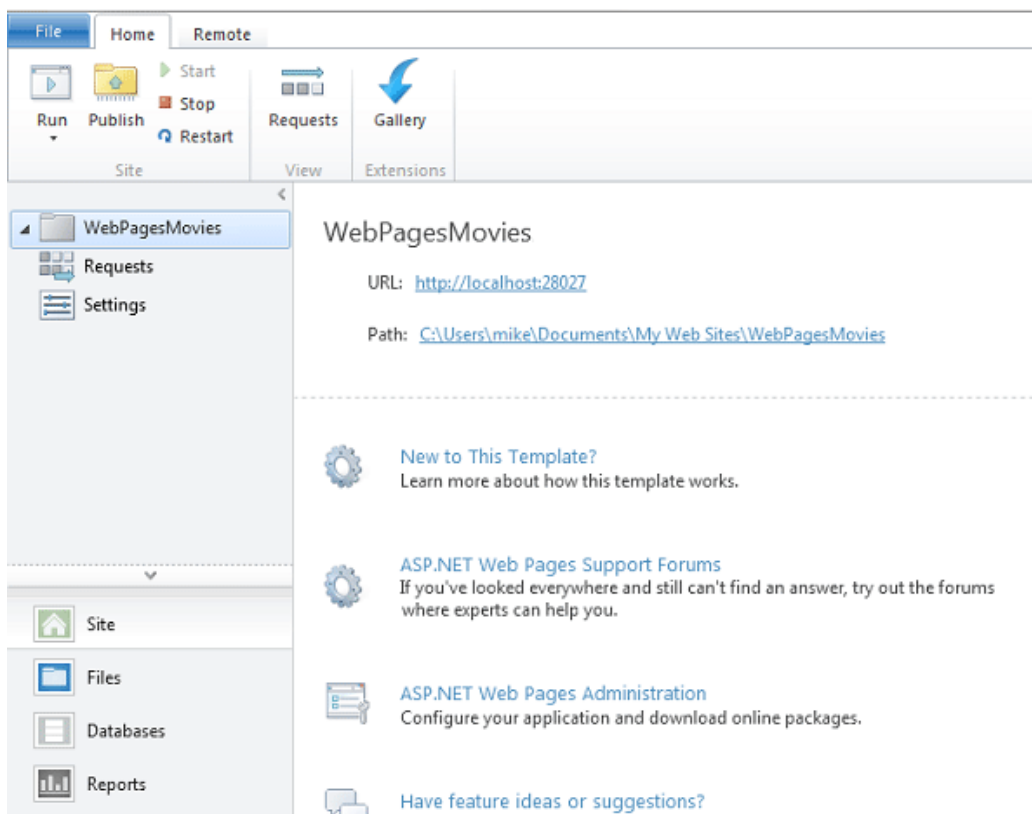 File Home Remote
Start
Stop
Run Publish Requests Gallery
Restart
Site View Extensions
WebPagesMovies
Requests
Settings
WebPagesMovies
URL: http://localhost:28027
Path: C:\Users\mike\Documents\My Web Sites\WebPagesMovies
New to This Template?
Learn more about how this template works.
ASP.NET Web Pages Support Forums
If you've looked everywhere and still can't find an answer, try out the forums
where experts can help you.
ASP.NET Web Pages Administration
Configure your application and download online packages.
Have feature ideas or suggestions?
Site
Files
Databases
Reports